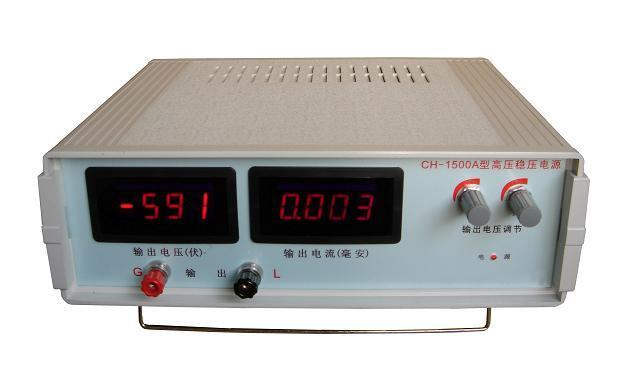 CH-1500A型高压稳压电源
-591
0.003
输出电压(伏)
输出电流(毫安)
输出电压调节
G 输 出 L
电 源